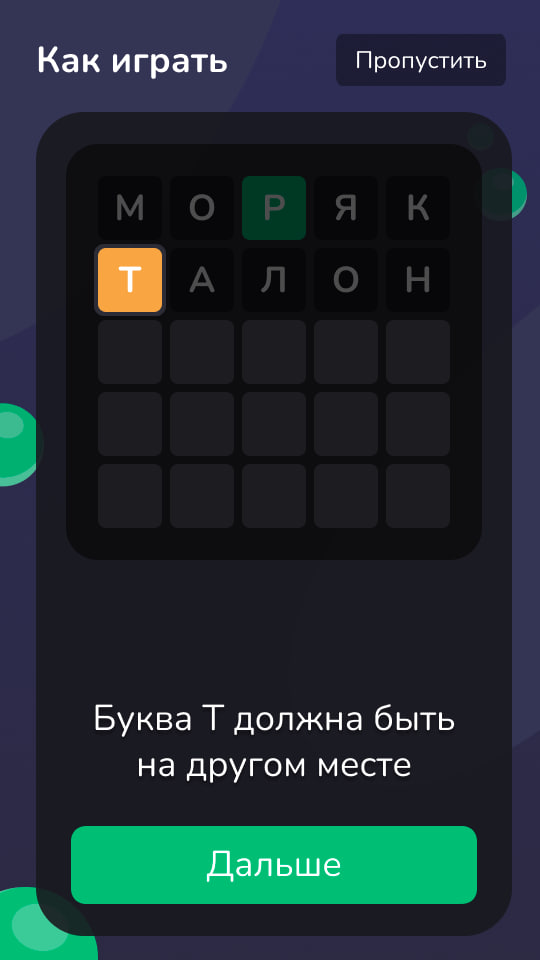 Как играть
Пропустить
М О Р Я К
Т А Л О Н
Буква Т должна быть
на другом месте
Дальше